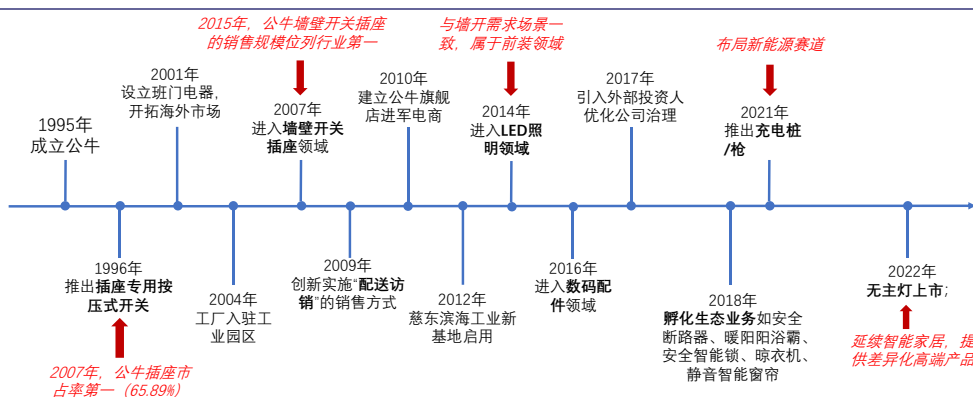 2015年，公牛墙壁开关插座
的销售规模位列行业第一
与墙开需求场景一
致，属于前装领域
布局新能源赛道
1995年
成立公牛
2001年
设立班门电器，
开拓海外市场
2007年
进入墙壁开关
插座领域
2010年
建立公牛旗舰
店进军电商
2014年
进入LED照
明领域
2017年
引入外部投资人
优化公司治理
2021年
推出充电桩
/枪
1996年
推出插座专用按
压式开关
2004年
工厂入驻工
业园区
2009年
创新实施“配送访
销”的销售方式
2012年
慈东滨海工业新
基地启用
2016年
进入数码配
件领域
2018年
孵化生态业务如安全
断路器、暖阳阳浴霸、
安全智能锁、晾衣机、
静音智能窗帘
2022年
无主灯上市；
2007年，公牛插座市
占率第一（65.89%）
延续智能家居，提
供差异化高端产品